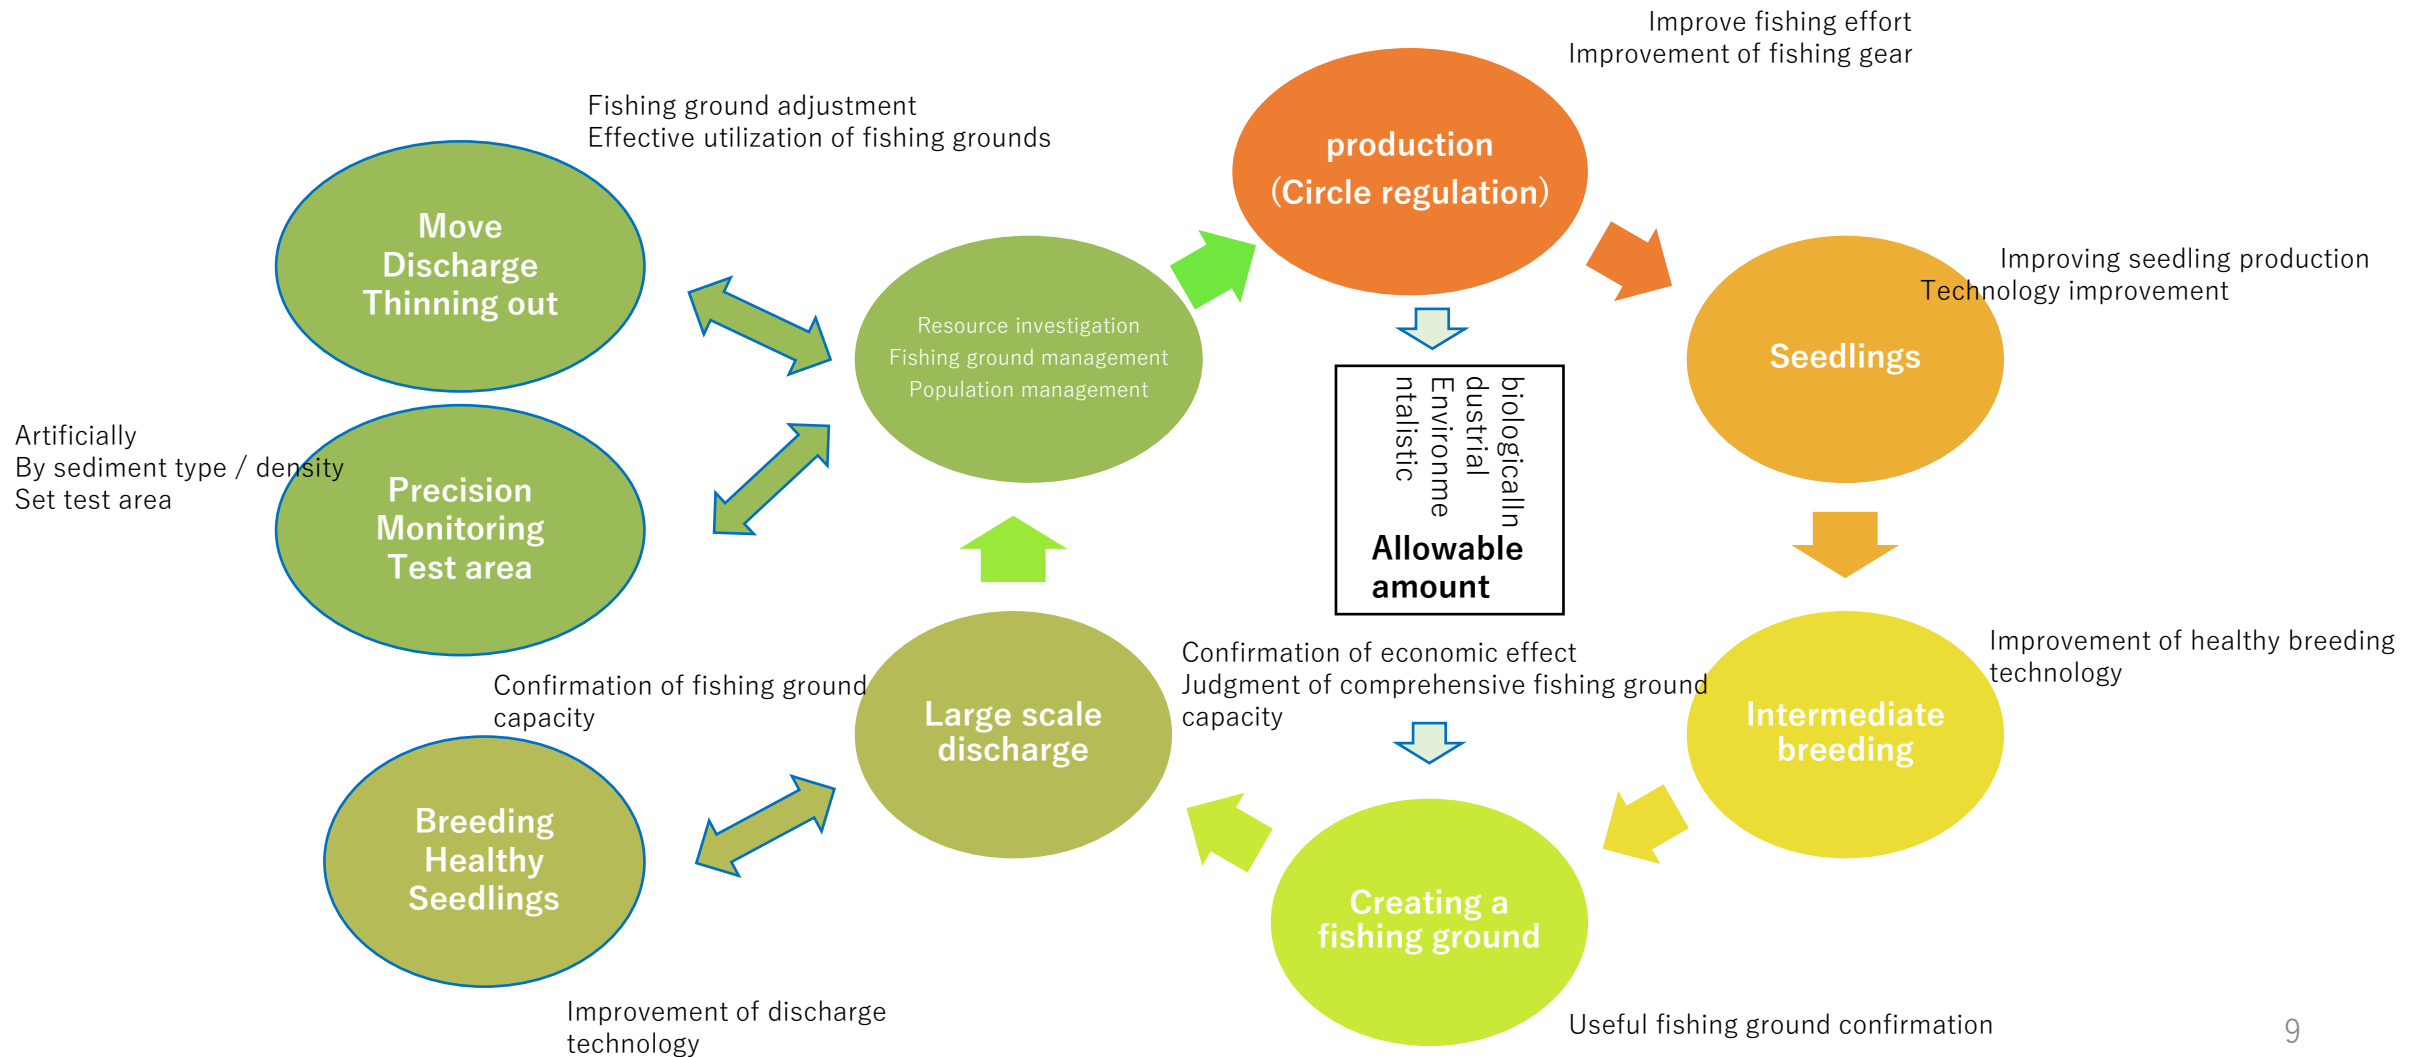 Improve fishing effort
Improvement of fishing gear
Fishing ground adjustment
Effective utilization of fishing grounds
production
(Circle regulation)
Move
Discharge
Thinning out
Resource investigation
Fishing ground management
Population management
Improving seedling production
Technology improvement
Seedlings
biologicalIn
dustrial
Environme
ntalistic
Allowable
amount
Artificially
By sediment type / density
Set test area
Precision
Monitoring
Test area
Confirmation of fishing ground
capacity
Large scale
discharge
Confirmation of economic effect
Judgment of comprehensive fishing ground
capacity
Intermediate
breeding
Improvement of healthy breeding
technology
Breeding
Healthy
Seedlings
Creating a
fishing ground
Improvement of discharge
technology
Useful fishing ground confirmation
9